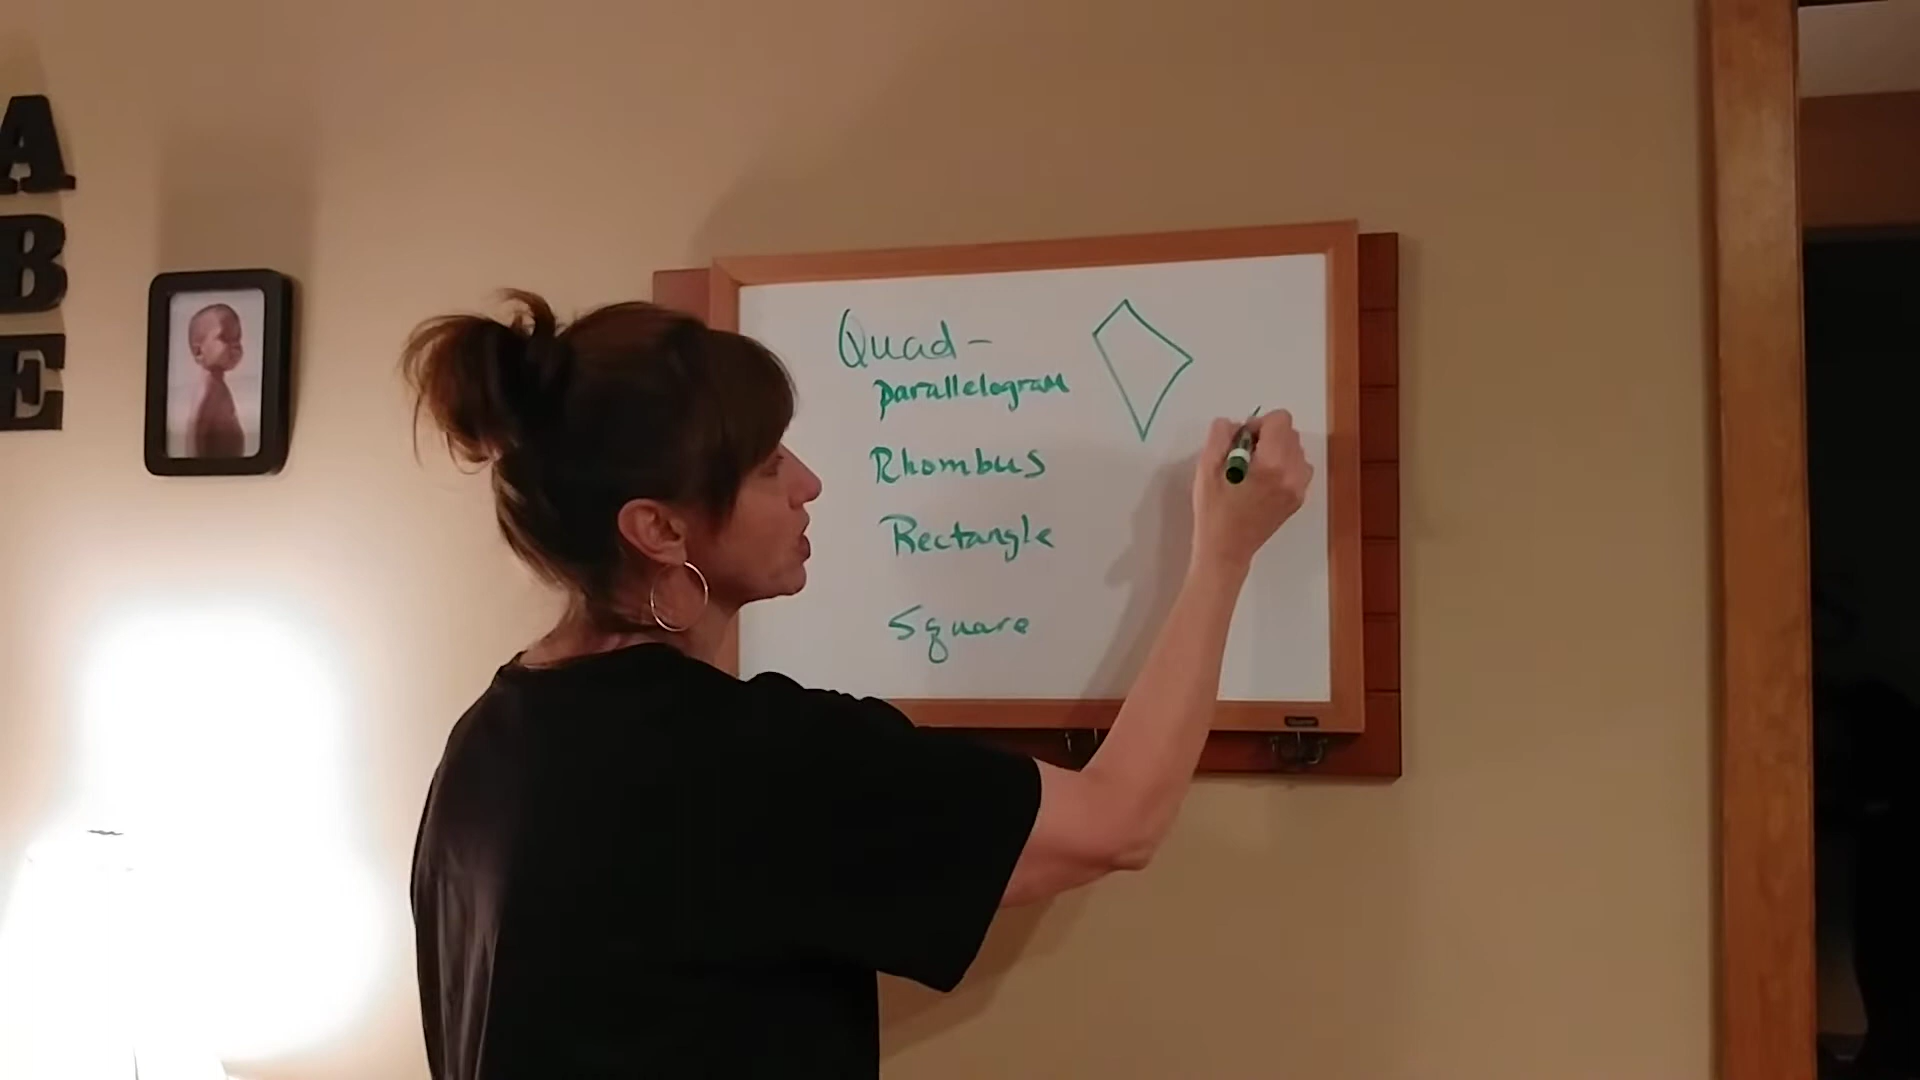 A
B
E
Quad-
parallelogram
Rhombus
Rectangle
Square